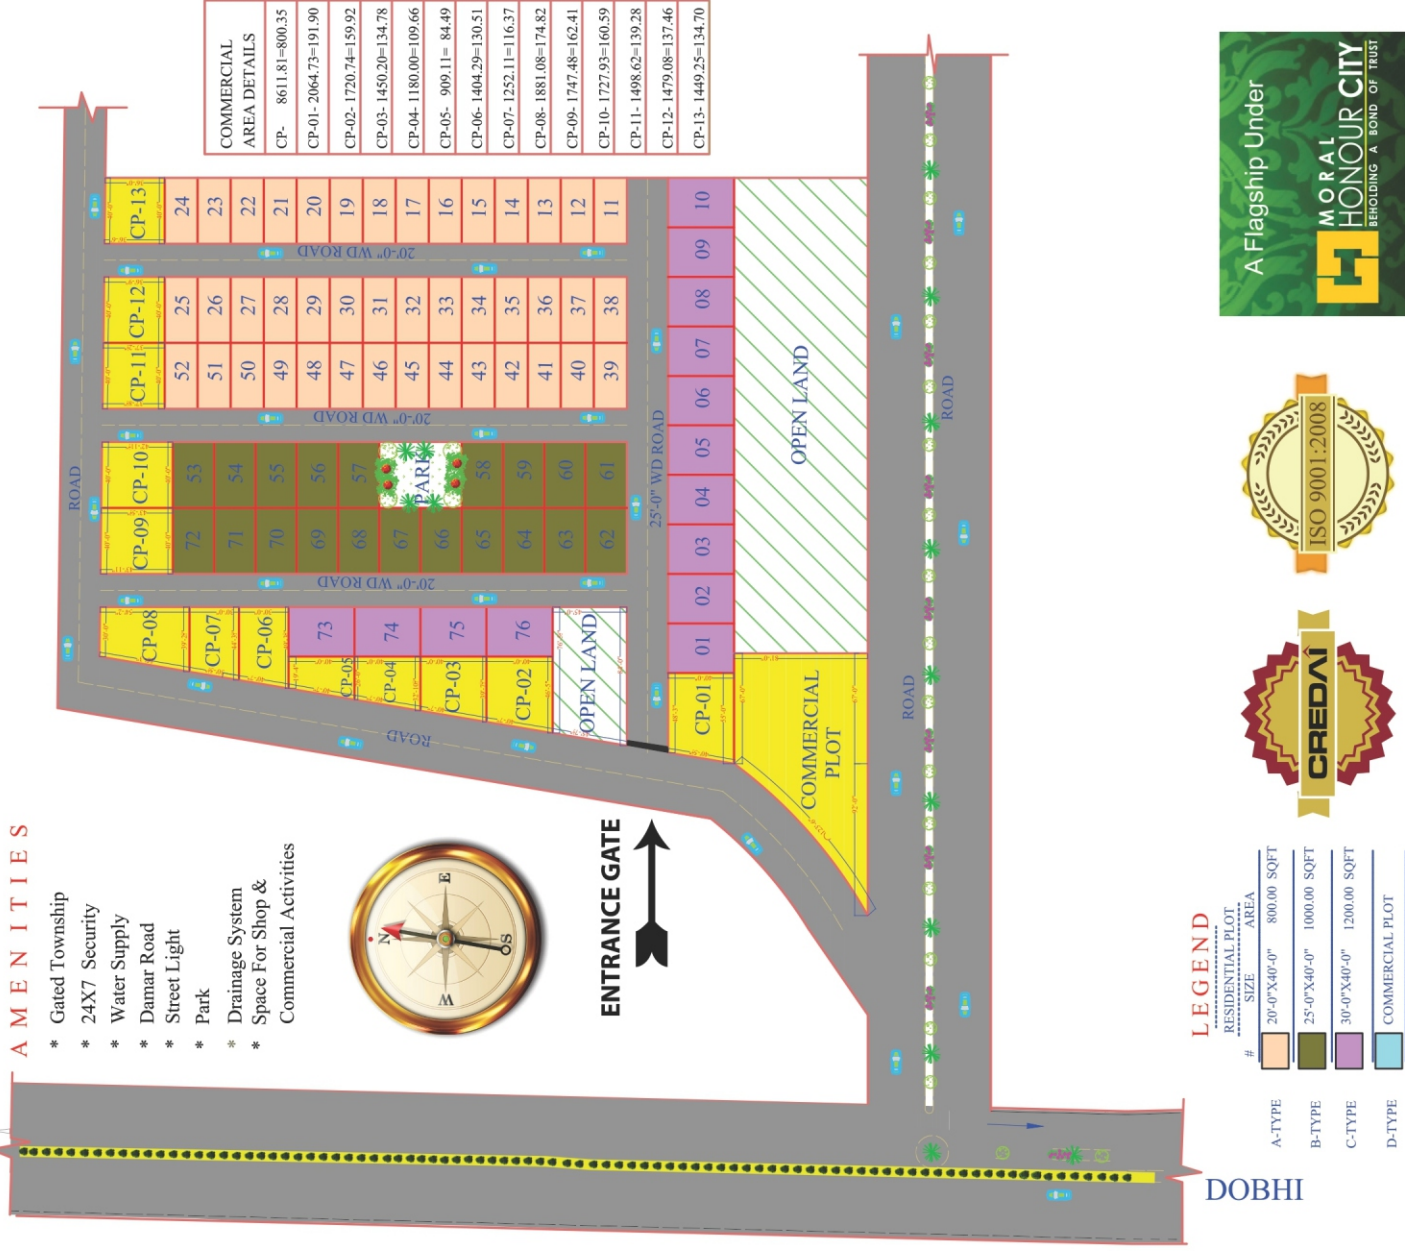 AMENITIES
* Gated Township
* 24X7 Security
* Water Supply
* Damar Road
* Street Light
* Park
* Drainage System
* Space For Shop &
Commercial Activities
N
E
S
W
ENTRANCE GATE
COMMERCIAL
AREA DETAILS
CP- 8611.81=800.35
CP-01- 2064.73=191.90
CP-02- 1720.74=159.92
CP-03- 1450.20=134.78
CP-04- 1180.00=109.66
CP-05- 909.11= 84.49
CP-06- 1404.29=130.51
CP-07- 1252.11=116.37
CP-08- 1881.08=174.82
CP-09- 1747.48=162.41
CP-10- 1727.93=160.59
CP-11- 1498.62=139.28
CP-12- 1479.08=137.46
CP-13- 1449.25=134.70
ROAD
CP-13
24
23
22
21
20
19
18
17
16
15
14
13
12
11
20'-0" WD ROAD
CP-12
25
26
27
28
29
30
31
32
33
34
35
36
37
38
CP-11
52
51
50
49
48
47
46
45
44
43
42
41
40
39
20'-0" WD ROAD
CP-10
53
54
55
56
57
PARK
58
59
60
61
CP-09
72
71
70
69
68
67
66
65
64
63
62
20'-0" WD ROAD
CP-08
CP-07
CP-06
73
74
75
76
CP-05
CP-04
CP-03
CP-02
OPEN LAND
ROAD
25'-0" WD ROAD
10
09
08
07
06
05
04
03
02
01
CP-01
OPEN LAND
COMMERCIAL
PLOT
ROAD
ROAD
DOBHI
LEGEND
RESIDENTIAL PLOT
# SIZE AREA
A-TYPE 20'-0"X40'-0" 800.00 SQFT
B-TYPE 25'-0"X40'-0" 1000.00 SQFT
C-TYPE 30'-0"X40'-0" 1200.00 SQFT
D-TYPE COMMERCIAL PLOT
CREDAI
ISO 9001:2008
A Flagship Under
MORAL
HONOUR CITY
BEHOLDING A BOND OF TRUST